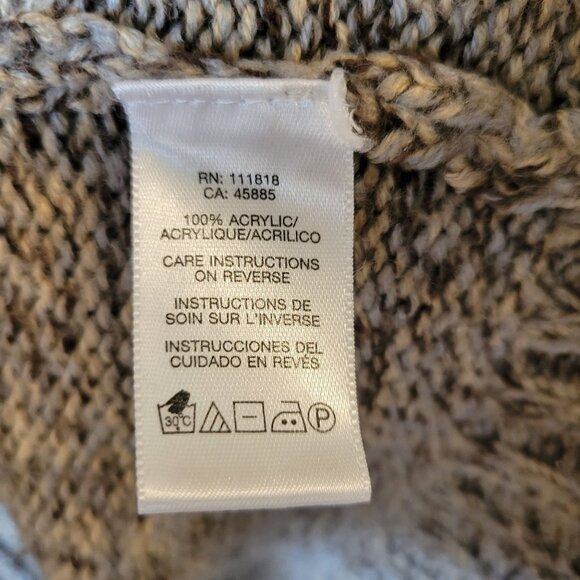 RN: 111818
CA: 45885
100% ACRYLIC/
ACRYLIQUE/ACRILICO
CARE INSTRUCTIONS
ON REVERSE
INSTRUCTIONS DE
SOIN SUR L'INVERSE
INSTRUCCIONES DEL
CUIDADO EN REVÉS
30°C P